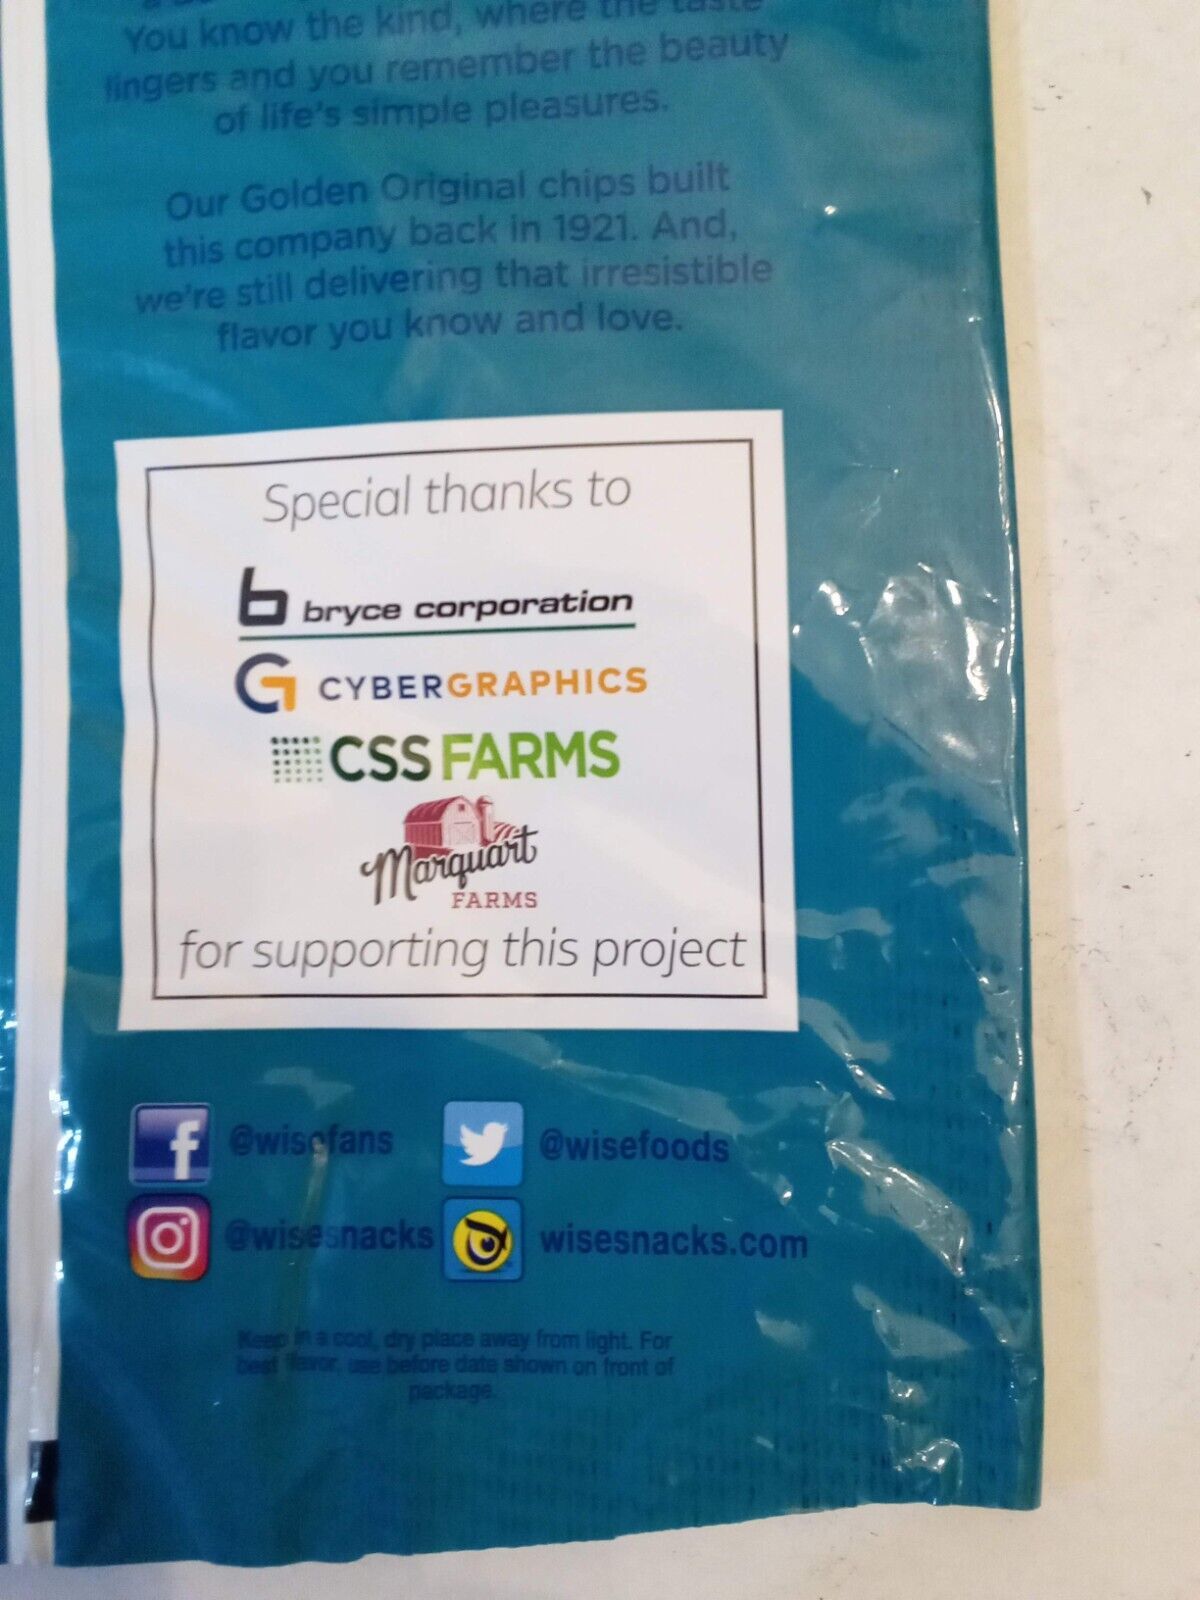 You know the kind, where the taste
lingers and you remember the beauty
of life's simple pleasures.
Our Golden Original chips built
this company back in 1921. And,
we're still delivering that irresistible
flavor you know and love.
Special thanks to
b bryce corporation
G CYBERGRAPHICS
CSS FARMS
Marquart
FARMS
for supporting this project
f @wisefans @wisefoods
@wisesnacks wisesnacks.com
Keep in a cool, dry place away from light. For
best flavor, use before date shown on front of
package.